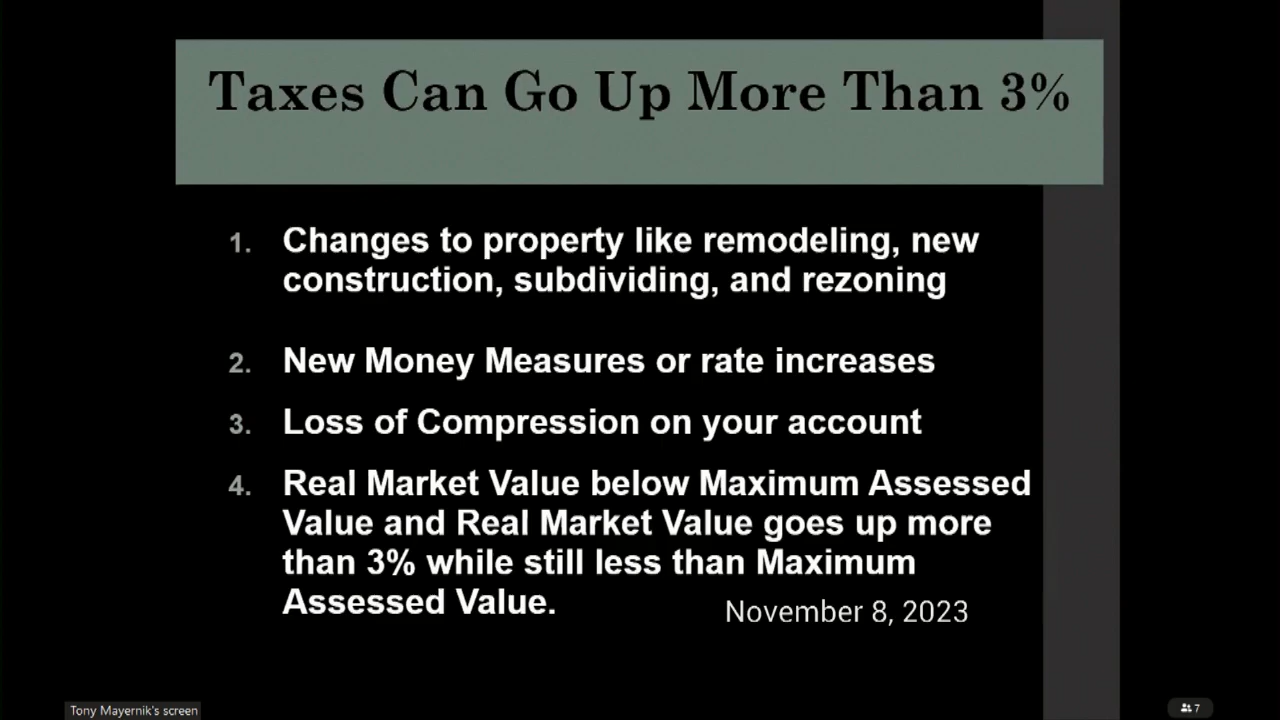 Taxes Can Go Up More Than 3%
1. Changes to property like remodeling, new
construction, subdividing, and rezoning
2. New Money Measures or rate increases
3. Loss of Compression on your account
4. Real Market Value below Maximum Assessed
Value and Real Market Value goes up more
than 3% while still less than Maximum
Assessed Value.
November 8, 2023
Tony Mayernik's screen
7